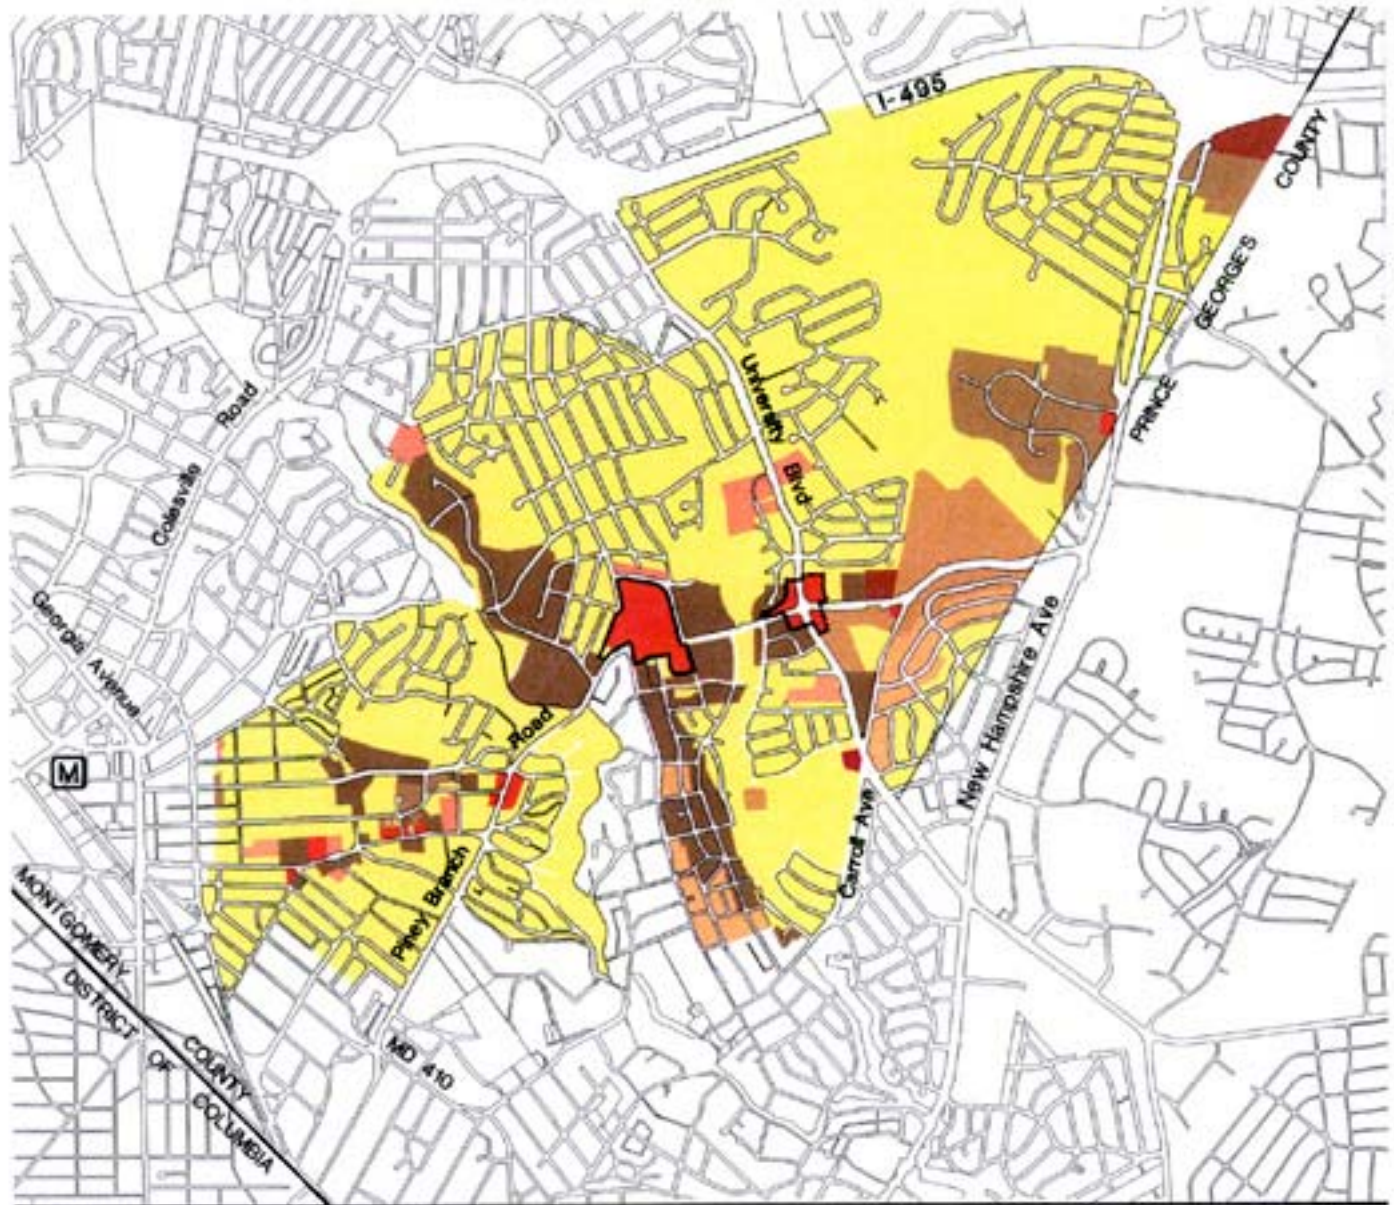 I-495
COUNTY
GEORGE'S
PRINCE
University
Blvd.
Road
Colesville
Georgia Avenue
M
Road
New Hampshire Ave
Carroll Ave
Piney Branch
MONTGOMERY
COUNTY
DISTRICT
OF
COLUMBIA
MD 410